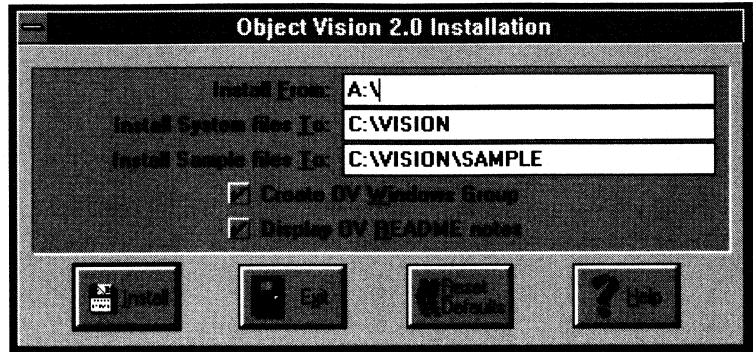 Object Vision 2.0 Installation
Install From: A:\
Install System files To: C:\VISION
Install Sample files To: C:\VISION\SAMPLE
Create OV Windows Group
Display OV README notes
Install
Exit
Reset
Defaults
Help